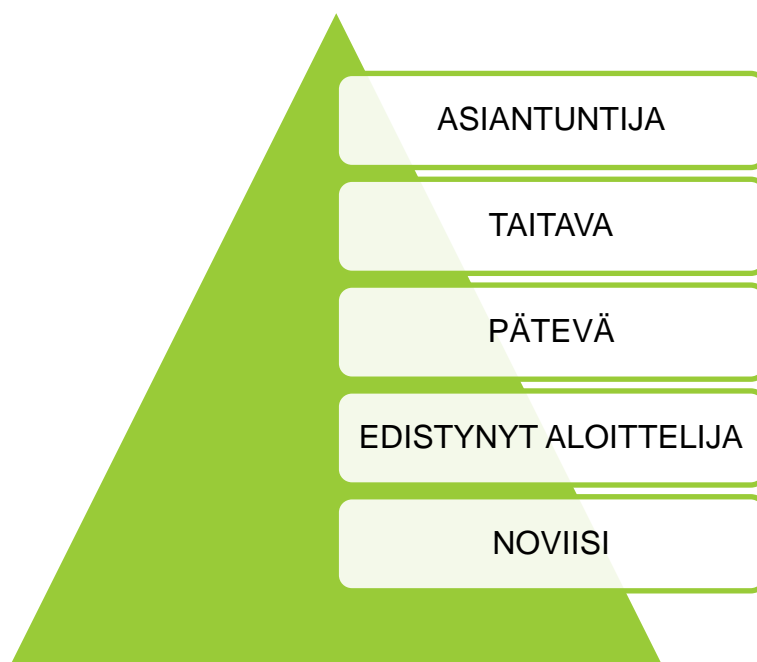 ASIANTUNTIJA
TAITAVA
PÄTEVÄ
EDISTYNYT ALOITTELIJA
NOVIISI